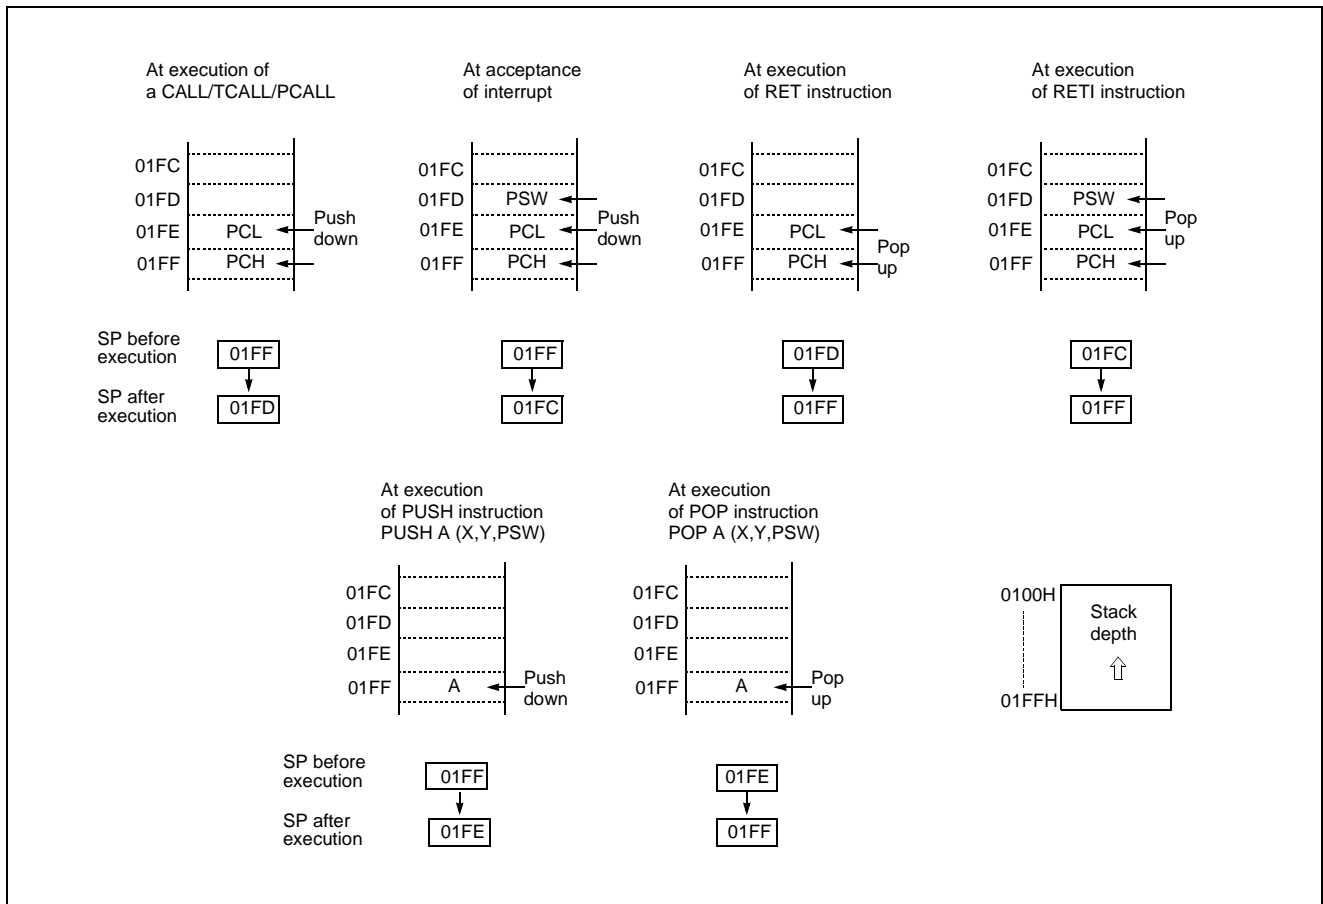 At execution of
a CALL/TCALL/PCALL
01FC
01FD
01FE PCL Push
down
01FF PCH
SP before
execution 01FF
SP after
execution 01FD
At acceptance
of interrupt
01FC
01FD PSW
01FE PCL Push
down
01FF PCH
01FF
01FC
At execution
of RET instruction
01FC
01FD
01FE PCL
01FF PCH Pop
up
01FD
01FF
At execution
of RETI instruction
01FC
01FD PSW
01FE PCL Pop
up
01FF PCH
01FC
01FF
At execution
of PUSH instruction
PUSH A (X,Y,PSW)
01FC
01FD
01FE
01FF A Push
down
SP before
execution 01FF
SP after
execution 01FE
At execution
of POP instruction
POP A (X,Y,PSW)
01FC
01FD
01FE
01FF A Pop
up
01FE
01FF
0100H
Stack
depth
01FFH